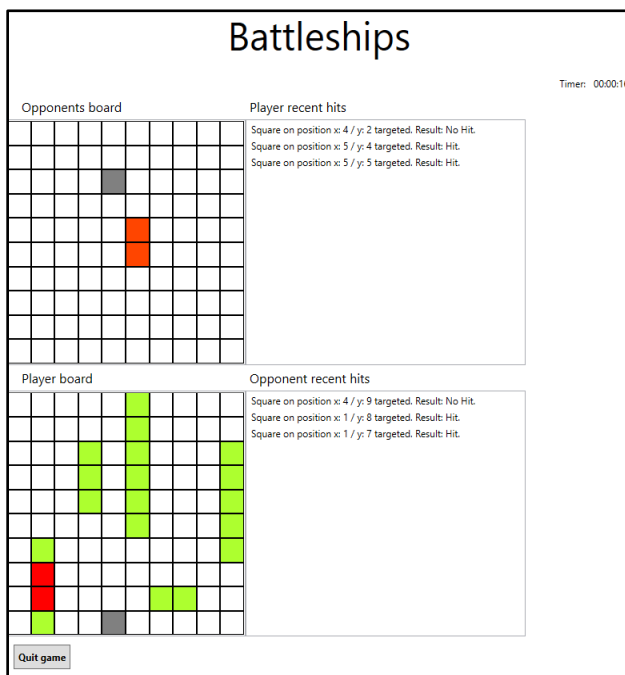 Battleships
Timer: 00:00:16
Opponents board
Player recent hits
Square on position x: 4 / y: 2 targeted. Result: No Hit.
Square on position x: 5 / y: 4 targeted. Result: Hit.
Square on position x: 5 / y: 5 targeted. Result: Hit.
Player board
Opponent recent hits
Square on position x: 4 / y: 9 targeted. Result: No Hit.
Square on position x: 1 / y: 8 targeted. Result: Hit.
Square on position x: 1 / y: 7 targeted. Result: Hit.
Quit game